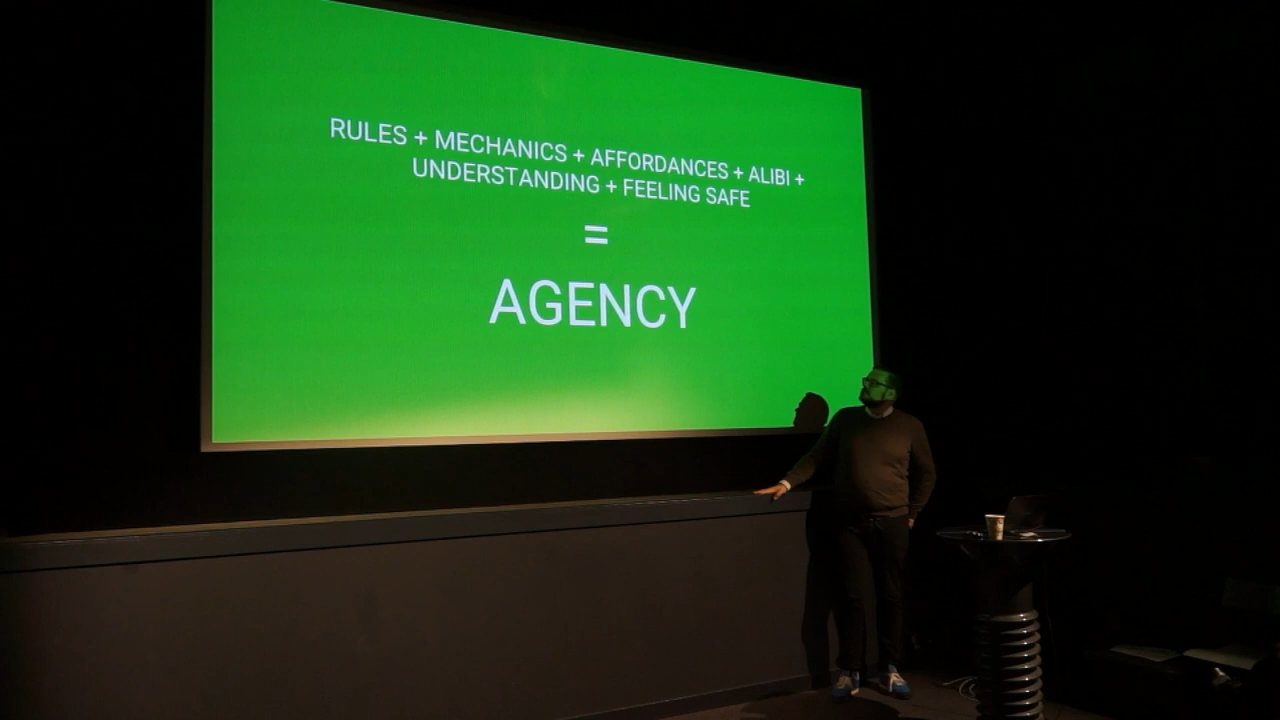 RULES + MECHANICS + AFFORDANCES + ALIBI +
UNDERSTANDING + FEELING SAFE
=
AGENCY